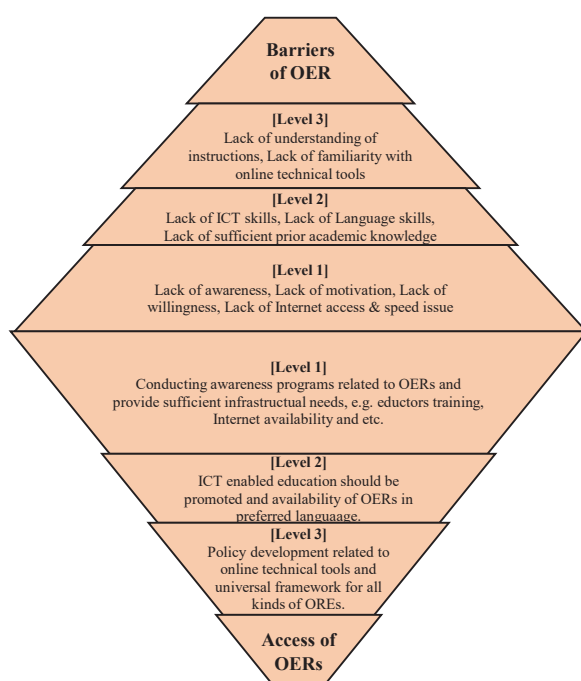 Barriers
of OER
[Level 3]
Lack of understanding of
instructions, Lack of familiarity with
online technical tools
[Level 2]
Lack of ICT skills, Lack of Language skills,
Lack of sufficient prior academic knowledge
[Level 1]
Lack of awareness, Lack of motivation, Lack of
willingness, Lack of Internet access & speed issue
[Level 1]
Conducting awareness programs related to OERs and
provide sufficient infrastructual needs, e.g. eductors training,
Internet availability and etc.
[Level 2]
ICT enabled education should be
promoted and availability of OERs in
preferred languaage.
[Level 3]
Policy development related to
online technical tools and
universal framework for all
kinds of OREs.
Access of
OERs